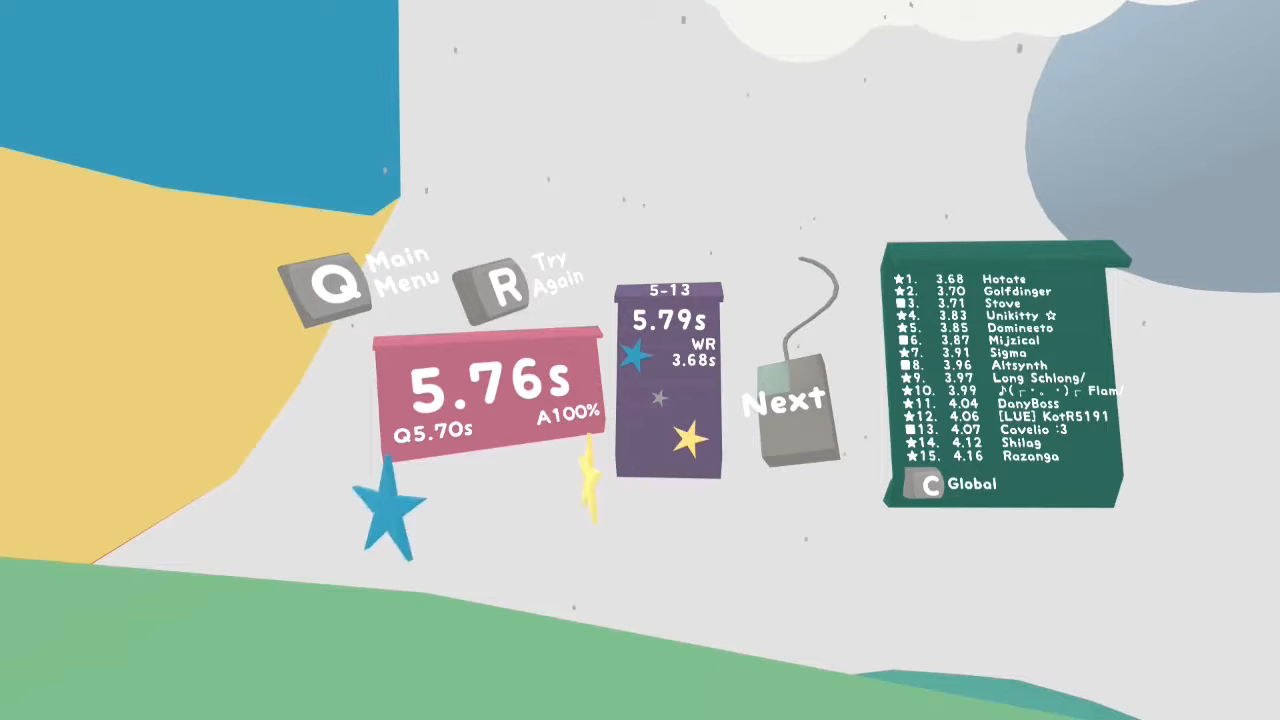 Q
Main
Menu
R
Try
Again
5.76s
Q5.70s
A100%
5-13
5.79s
WR
3.68s
Next
★1. 3.68 Hotate
★2. 3.70 Golfdinger
■3. 3.71 Stove
★4. 3.83 Unikitty ☆
★5. 3.85 Domineeto
■6. 3.87 Mijzical
★7. 3.91 Sigma
■8. 3.96 Altsynth
★9. 3.97 Long Schlong/
★10. 3.99 ♪(┌・。・)┌ Flam/
★11. 4.04 DanyBoss
★12. 4.06 [LUE] KotR5191
■13. 4.07 Cavelio :3
★14. 4.12 Shilag
★15. 4.16 Razanga
C Global